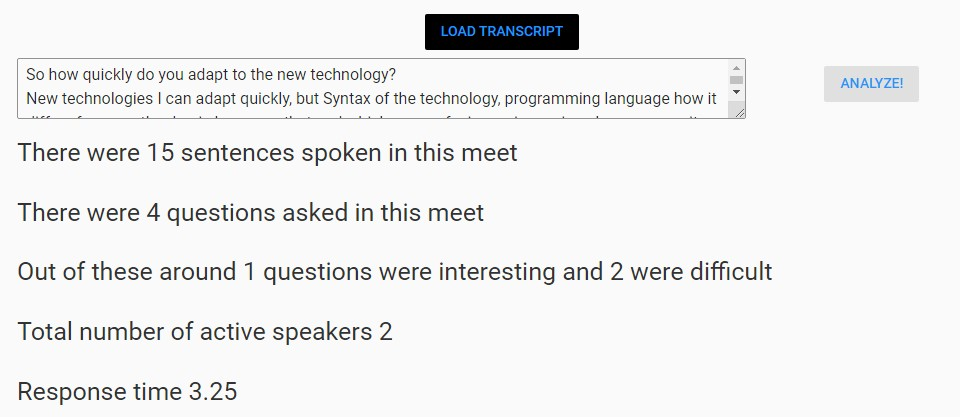 LOAD TRANSCRIPT
So how quickly do you adapt to the new technology?
New technologies I can adapt quickly, but Syntax of the technology, programming language how it
ANALYZE!
There were 15 sentences spoken in this meet
There were 4 questions asked in this meet
Out of these around 1 questions were interesting and 2 were difficult
Total number of active speakers 2
Response time 3.25